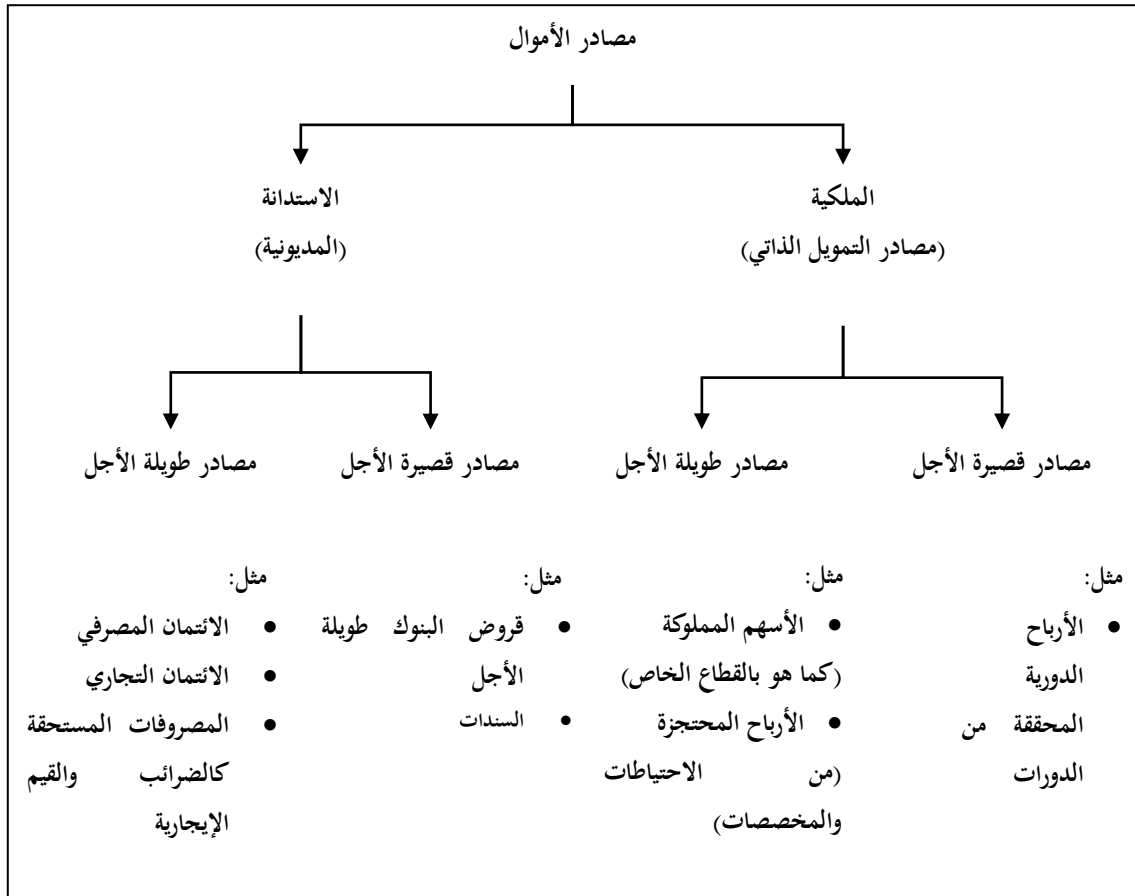 مصادر الأموال
الملكية
(مصادر التمويل الذاتي)
الاستدانة
(المديونية)
مصادر قصيرة الأجل
مصادر طويلة الأجل
مصادر قصيرة الأجل
مصادر طويلة الأجل
مثل:
• الأرباح
الدورية
المحققة من
الدورات
مثل:
• الأسهم المملوكة
(كما هو بالقطاع الخاص)
• الأرباح المحتجزة
(من الاحتياطات
والمخصصات)
مثل:
• قروض البنوك طويلة
الأجل
• السندات
مثل:
• الائتمان المصرفي
• الائتمان التجاري
• المصروفات المستحقة
كالضرائب والقيم
الإيجارية